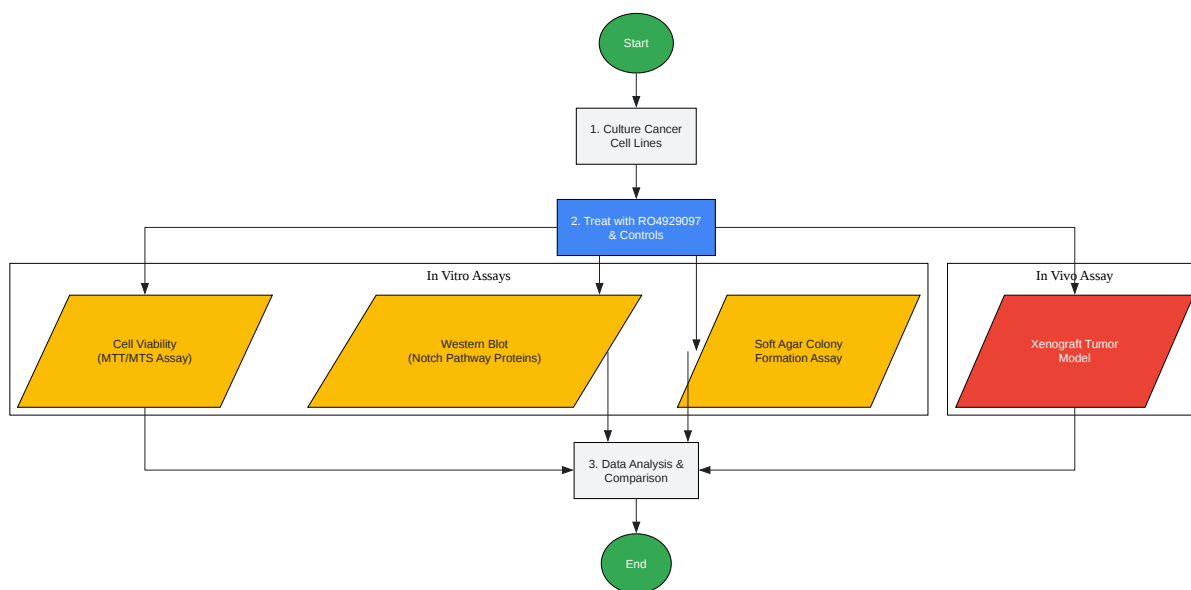 Start
1. Culture Cancer
Cell Lines
2. Treat with RO4929097
& Controls
In Vitro Assays
In Vivo Assay
Cell Viability
(MTT/MTS Assay)
Western Blot
(Notch Pathway Proteins)
Soft Agar Colony
Formation Assay
Xenograft Tumor
Model
3. Data Analysis &
Comparison
End